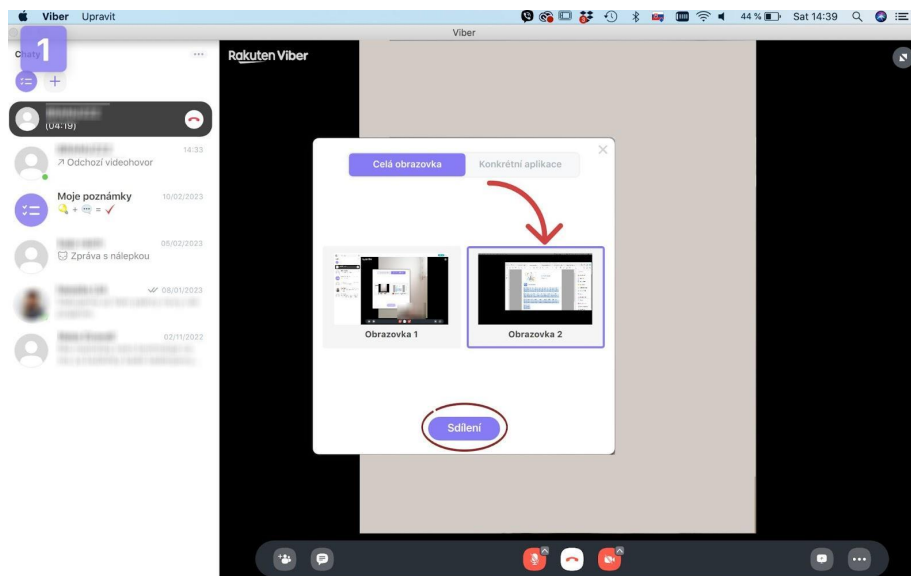 Viber Upravit
44 % Sat 14:39
Viber
1
Chaty
Rakuten Viber
(04:19)
14:33
Odchozí videohovor
Moje poznámky 10/02/2023
+ =
05/02/2023
Zpráva s nálepkou
08/01/2023
02/11/2022
Celá obrazovka Konkrétní aplikace
Obrazovka 1 Obrazovka 2
Sdílení